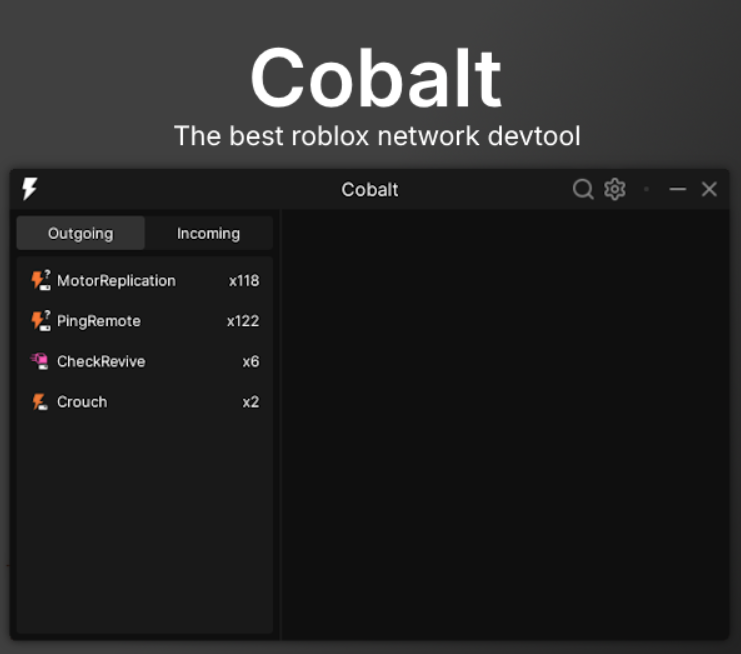 Cobalt
The best roblox network devtool
Cobalt
Outgoing Incoming
MotorReplication x118
PingRemote x122
CheckRevive x6
Crouch x2